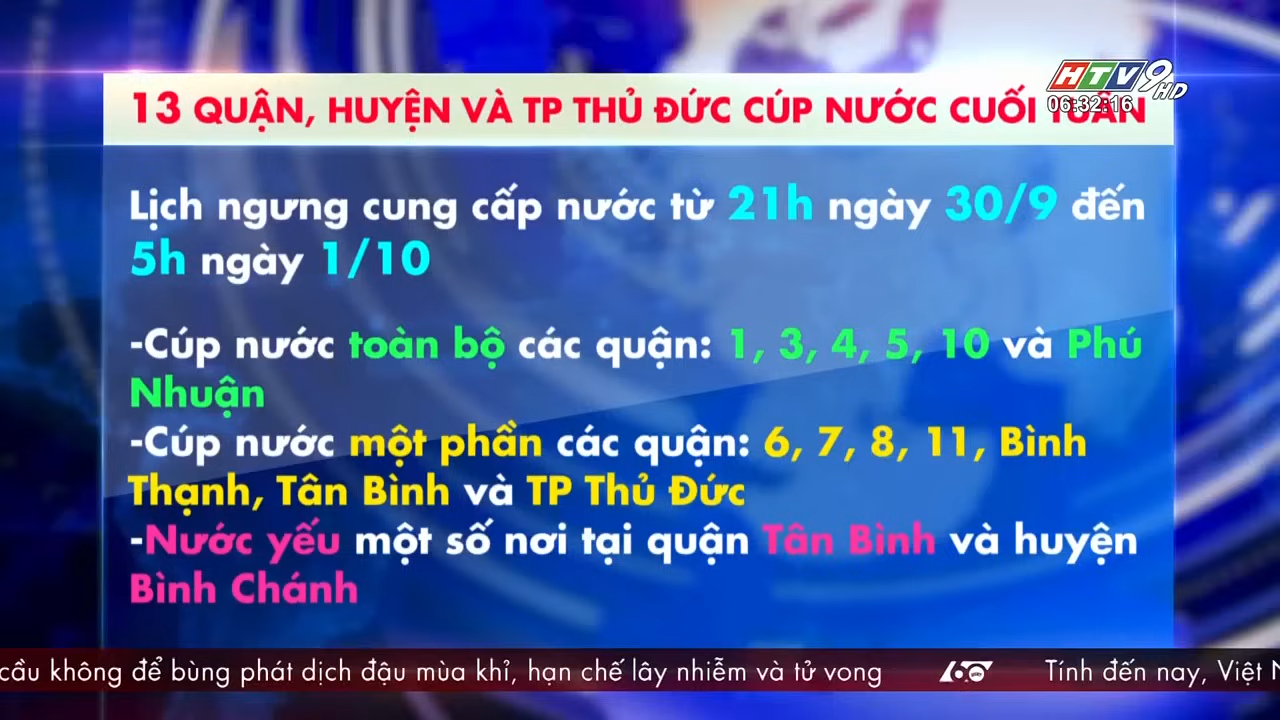 HTV9 HD
06:32:16
13 QUẬN, HUYỆN VÀ TP THỦ ĐỨC CÚP NƯỚC CUỐI TUẦN
Lịch ngưng cung cấp nước từ 21h ngày 30/9 đến
5h ngày 1/10
-Cúp nước toàn bộ các quận: 1, 3, 4, 5, 10 và Phú
Nhuận
-Cúp nước một phần các quận: 6, 7, 8, 11, Bình
Thạnh, Tân Bình và TP Thủ Đức
-Nước yếu một số nơi tại quận Tân Bình và huyện
Bình Chánh
cầu không để bùng phát dịch đậu mùa khỉ, hạn chế lây nhiễm và tử vong 60 giây Tính đến nay, Việt N